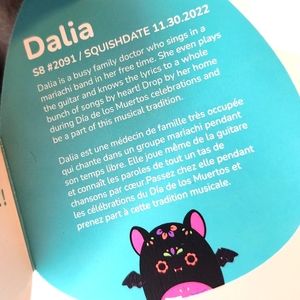 Dalia
S8 #2091 / SQUISHDATE 11.30.2022
Dalia is a busy family doctor who sings in a
mariachi band in her free time. She even plays
the guitar and knows the lyrics to a whole
bunch of songs by heart! Drop by her home
during Día de los Muertos celebrations and
be a part of this musical tradition.
Dalia est une médecin de famille très occupée
qui chante dans un groupe mariachi pendant
son temps libre. Elle joue même de la guitare
et connaît les paroles de tout un tas de
chansons par cœur. Passez chez elle pendant
les célébrations du Día de los Muertos et
prenez part à cette tradition musicale.
!